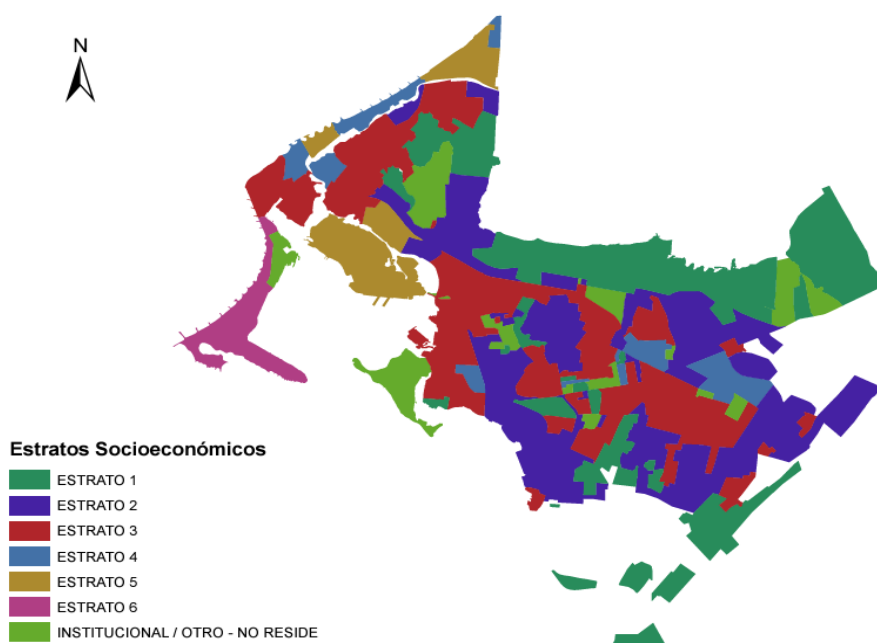 N
Estratos Socioeconómicos
ESTRATO 1
ESTRATO 2
ESTRATO 3
ESTRATO 4
ESTRATO 5
ESTRATO 6
INSTITUCIONAL / OTRO - NO RESIDE